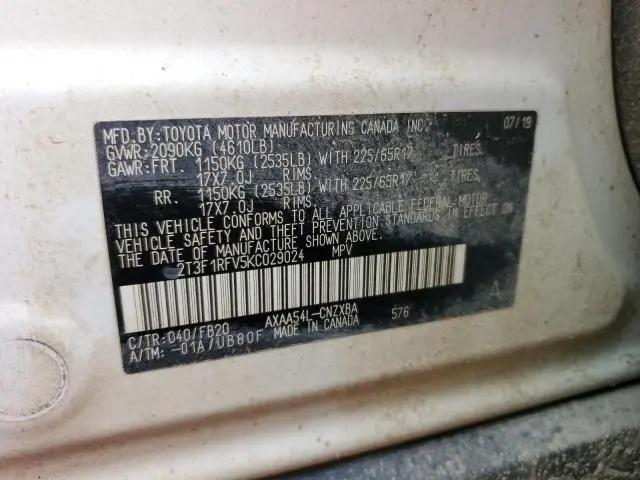 MFD.BY:TOYOTA MOTOR MANUFACTURING CANADA INC. 07/19
GVWR:2090KG (4610LB)
GAWR:FRT. 1150KG (2535LB) WITH 225/65R17 TIRES.
17X7.0J RIMS.
RR. 1150KG (2535LB) WITH 225/65R17 TIRES.
17X7.0J RIMS.
THIS VEHICLE CONFORMS TO ALL APPLICABLE FEDERAL MOTOR
VEHICLE SAFETY AND THEFT PREVENTION STANDARDS IN EFFECT ON
THE DATE OF MANUFACTURE SHOWN ABOVE.
2T3F1RFV5KC029024 MPV
A
C/TR:040/FB20 AXAA54L-CNZXBA 576
A/TM:-01A/UB80F MADE IN CANADA